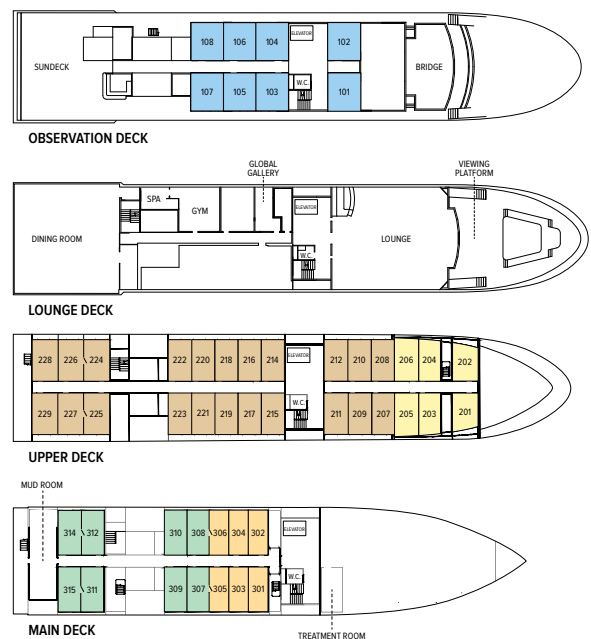 108 106 104 ELEVATOR 102
SUNDECK BRIDGE
W.C.
107 105 103 101
OBSERVATION DECK
GLOBAL
GALLERY
VIEWING
PLATFORM
SPA
ELEVATOR
GYM
DINING ROOM LOUNGE
W.C.
LOUNGE DECK
228 226 224 222 220 218 216 214 ELEVATOR 212 210 208 206 204 202
W.C.
229 227 225 223 221 219 217 215 211 209 207 205 203 201
UPPER DECK
MUD ROOM
314 312 310 308 306 304 302 ELEVATOR
W.C.
315 311 309 307 305 303 301
MAIN DECK
TREATMENT ROOM